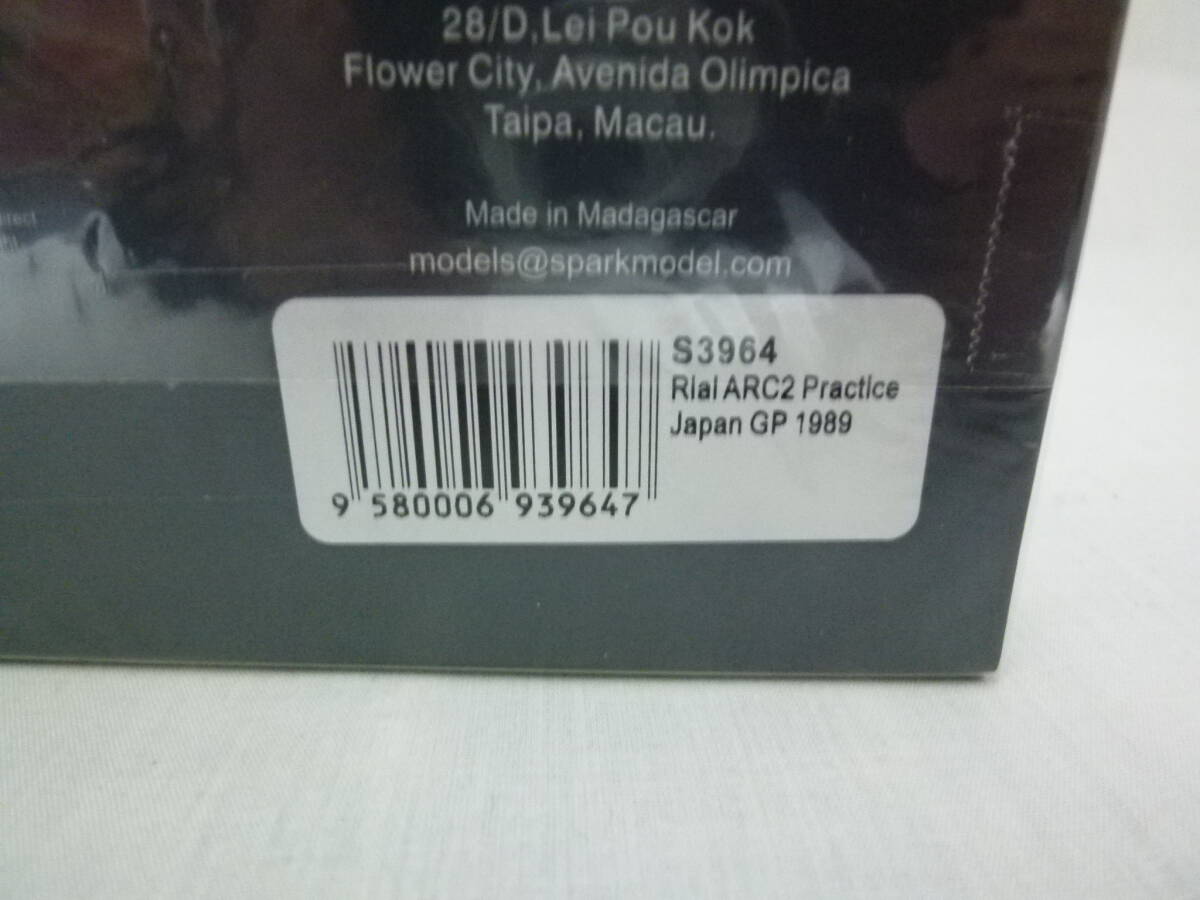 28/D,Lei Pou Kok
Flower City, Avenida Olimpica
Taipa, Macau.
Made in Madagascar
models@sparkmodel.com
S3964
Rial ARC2 Practice
Japan GP 1989
9 580006 939647